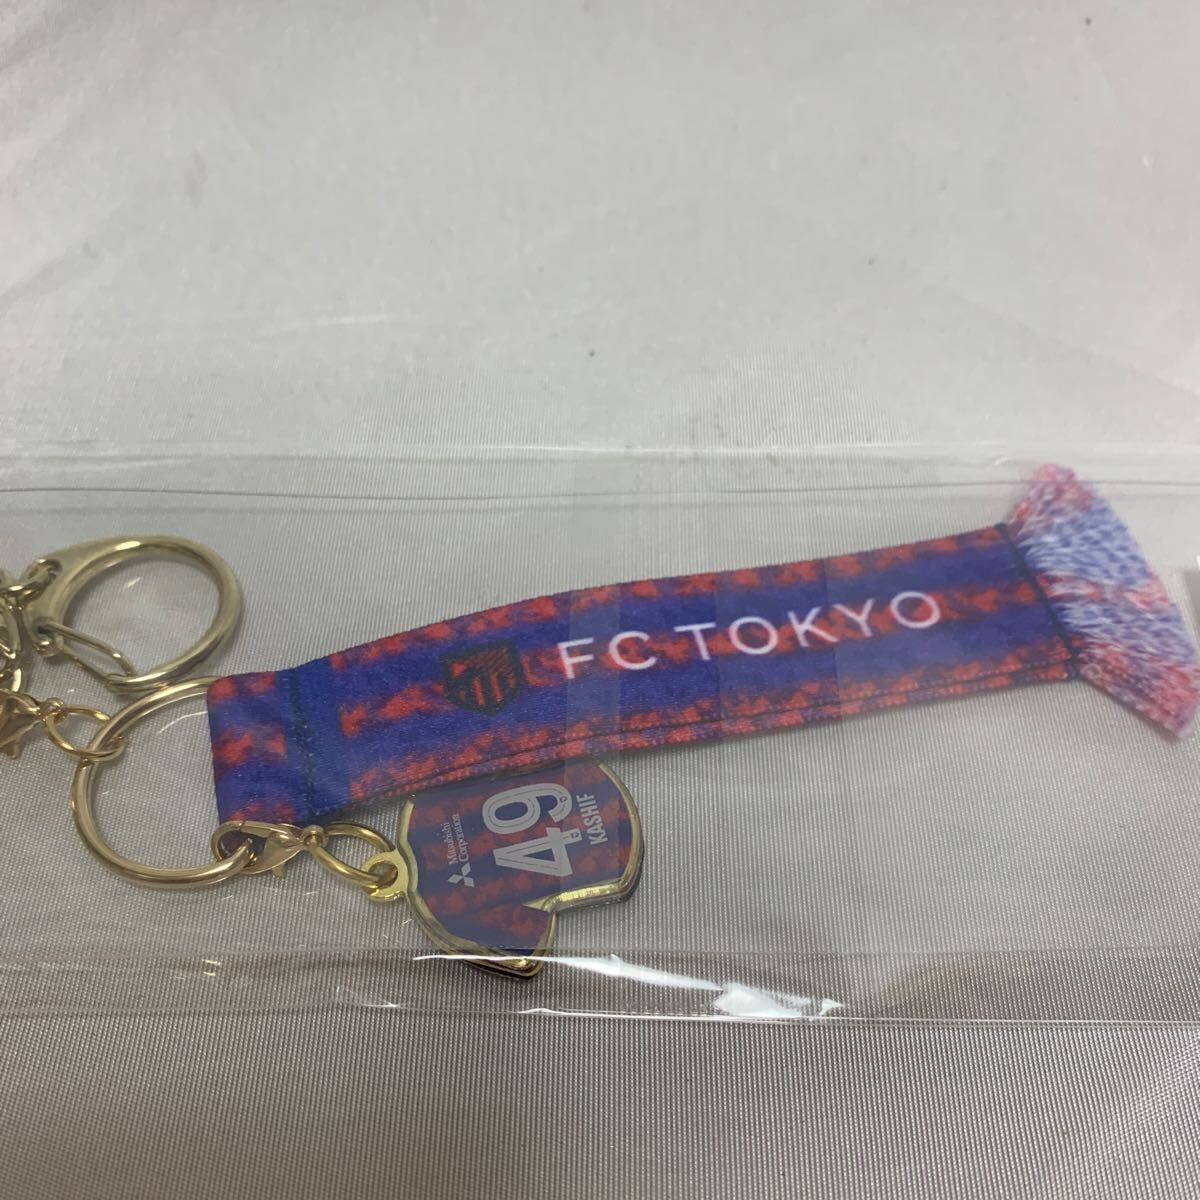 FC TOKYO
Mitsubishi
Corporation
49
KASHIF